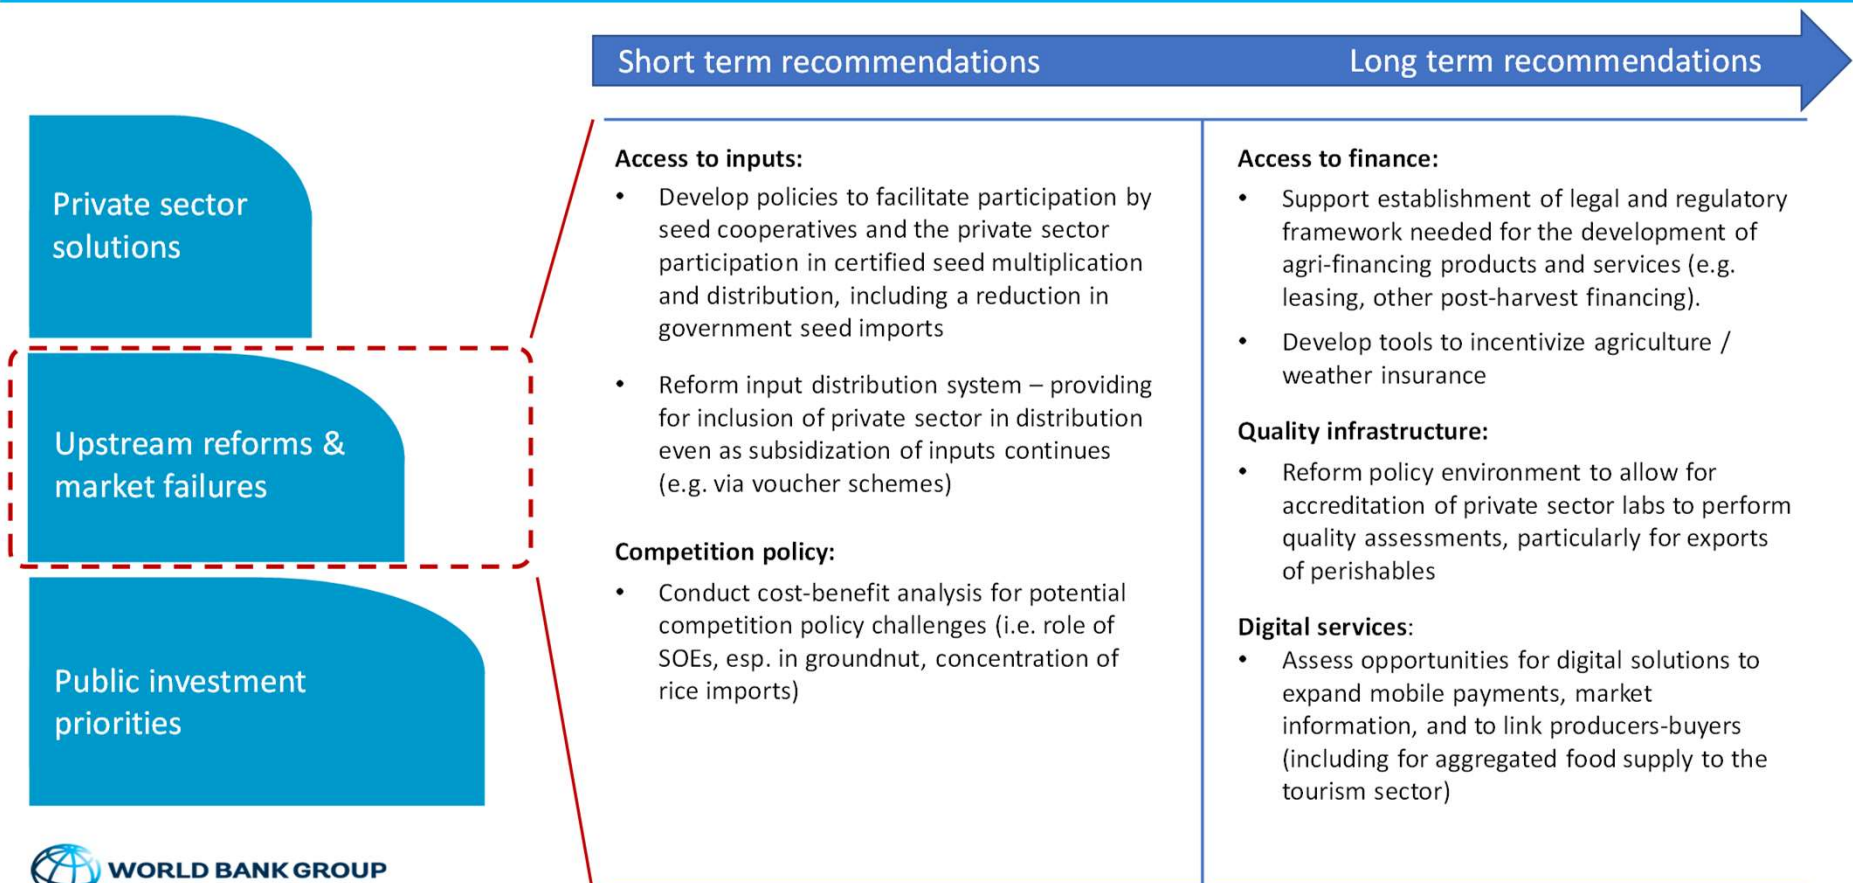 Short term recommendations
Long term recommendations
Private sector
solutions
Upstream reforms &
market failures
Public investment
priorities
Access to inputs:
• Develop policies to facilitate participation by
seed cooperatives and the private sector
participation in certified seed multiplication
and distribution, including a reduction in
government seed imports
• Reform input distribution system – providing
for inclusion of private sector in distribution
even as subsidization of inputs continues
(e.g. via voucher schemes)
Competition policy:
• Conduct cost-benefit analysis for potential
competition policy challenges (i.e. role of
SOEs, esp. in groundnut, concentration of
rice imports)
Access to finance:
• Support establishment of legal and regulatory
framework needed for the development of
agri-financing products and services (e.g.
leasing, other post-harvest financing).
• Develop tools to incentivize agriculture /
weather insurance
Quality infrastructure:
• Reform policy environment to allow for
accreditation of private sector labs to perform
quality assessments, particularly for exports
of perishables
Digital services:
• Assess opportunities for digital solutions to
expand mobile payments, market
information, and to link producers-buyers
(including for aggregated food supply to the
tourism sector)
WORLD BANK GROUP